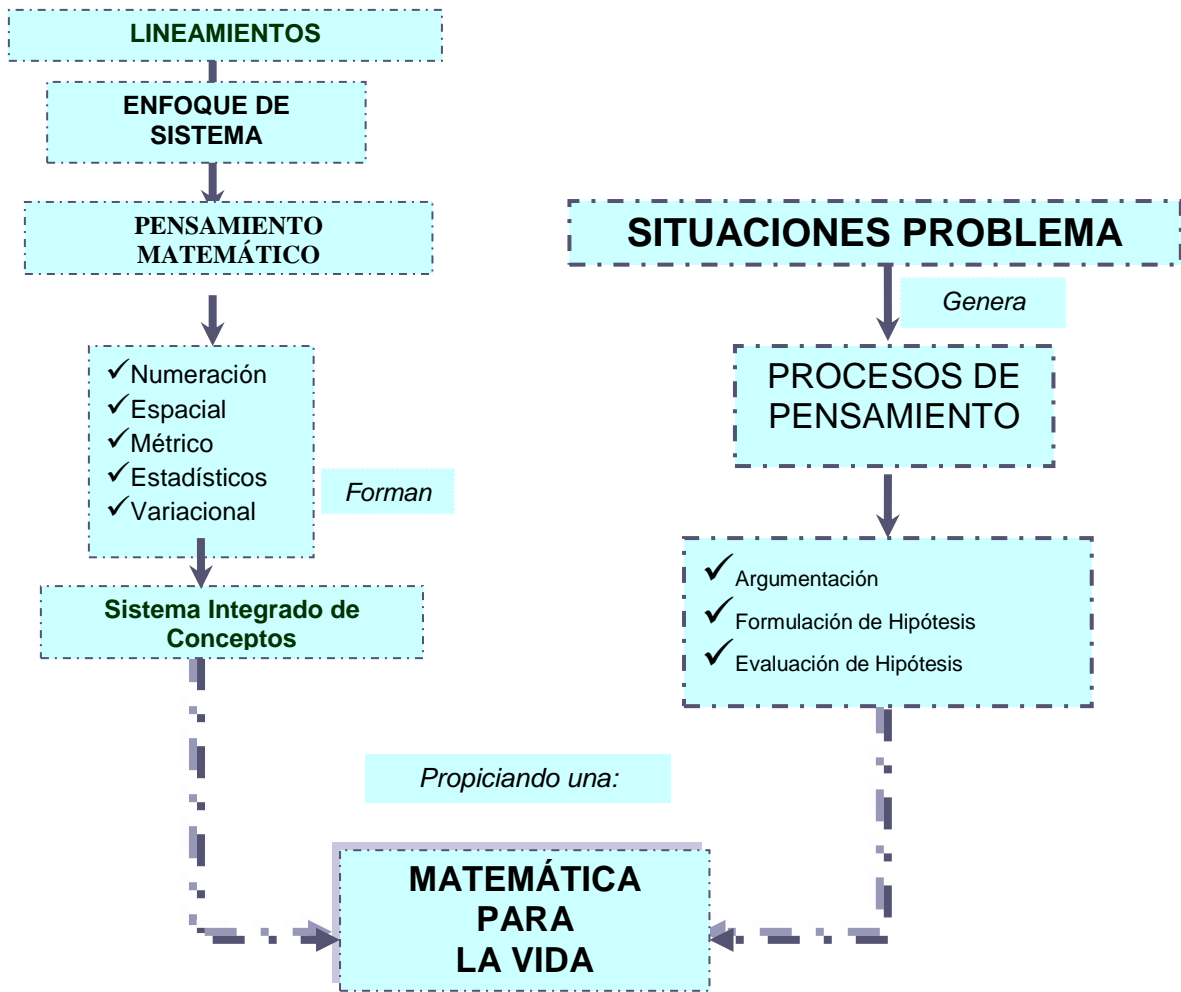 LINEAMIENTOS
ENFOQUE DE
SISTEMA
PENSAMIENTO
MATEMÁTICO
✓Numeración
✓Espacial
✓Métrico
✓Estadísticos
✓Variacional
Forman
Sistema Integrado de
Conceptos
SITUACIONES PROBLEMA
Genera
PROCESOS DE
PENSAMIENTO
✓Argumentación
✓Formulación de Hipótesis
✓Evaluación de Hipótesis
Propiciando una:
MATEMÁTICA
PARA
LA VIDA